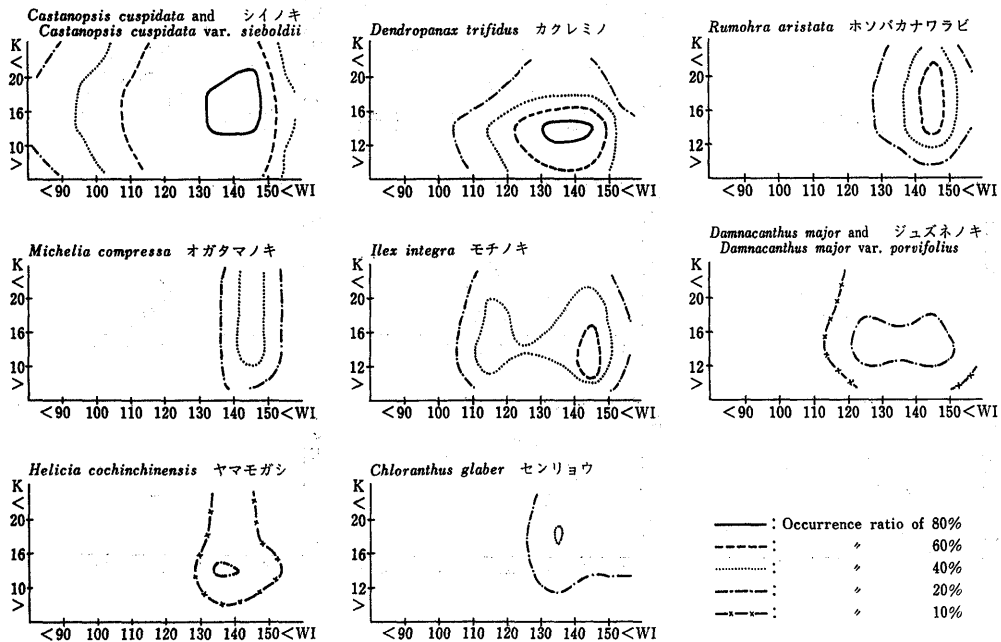 Castanopsis cuspidata and シイノキ
Castanopsis cuspidata var. sieboldii
K
<
20
16
10
>
<90 100 110 120 130 140 150<WI
Dendropanax trifidus カクレミノ
K
<
20
16
12
>
<90 100 110 120 130 140 150<WI
Rumohra aristata ホソバカナワラビ
K
<
20
16
12
>
<90 100 110 120 130 140 150<WI
Michelia compressa オガタマノキ
K
<
20
16
10
>
<90 100 110 120 130 140 150<WI
Ilex integra モチノキ
K
<
20
16
12
>
<90 100 110 120 130 140 150<WI
Damnacanthus major and ジュズネノキ
Damnacanthus major var. porvifolius
K
<
20
16
12
>
<90 100 110 120 130 140 150<WI
Helicia cochinchinensis ヤマモガシ
K
<
20
16
10
>
<90 100 110 120 130 140 150<WI
Chloranthus glaber センリョウ
K
<
20
16
12
>
<90 100 110 120 130 140 150<WI
: Occurrence ratio of 80%
: 〃 60%
: 〃 40%
: 〃 20%
: 〃 10%